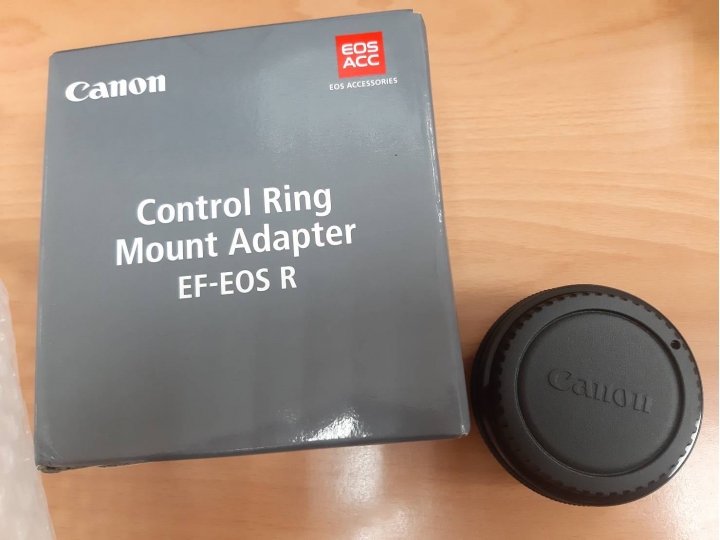 Canon
EOS
ACC
EOS ACCESSORIES
Control Ring
Mount Adapter
EF-EOS R
Canon